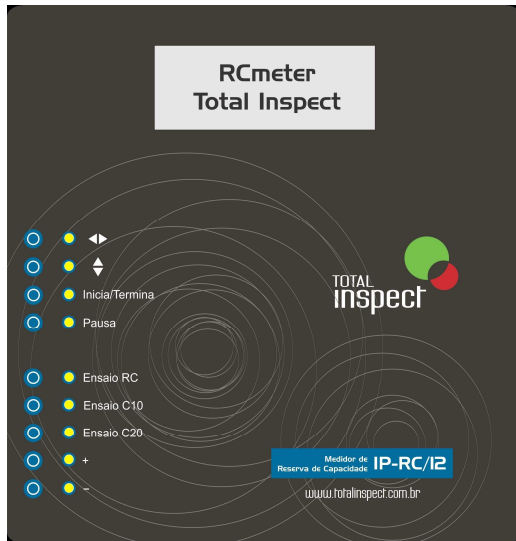 RCmeter
Total Inspect
TOTAL
inspect
Inicia/Termina
Pausa
Ensaio RC
Ensaio C10
Ensaio C20
+
-
Medidor de
Reserva de Capacidade IP-RC/12
www.totalinspect.com.br